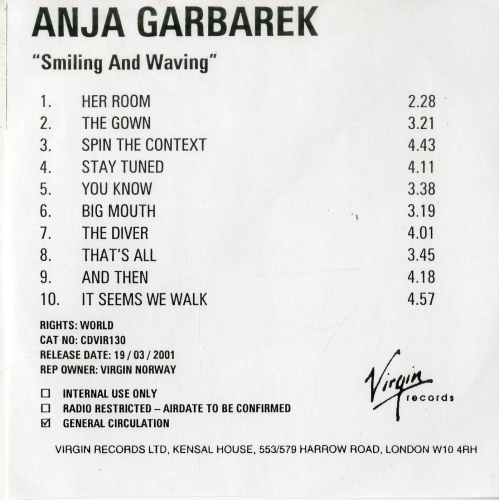 ANJA GARBAREK
"Smiling And Waving"
1. HER ROOM 2.28
2. THE GOWN 3.21
3. SPIN THE CONTEXT 4.43
4. STAY TUNED 4.11
5. YOU KNOW 3.38
6. BIG MOUTH 3.19
7. THE DIVER 4.01
8. THAT'S ALL 3.45
9. AND THEN 4.18
10. IT SEEMS WE WALK 4.57
RIGHTS: WORLD
CAT NO: CDVIR130
RELEASE DATE: 19 / 03 / 2001
REP OWNER: VIRGIN NORWAY
☐ INTERNAL USE ONLY
☐ RADIO RESTRICTED – AIRDATE TO BE CONFIRMED
☑ GENERAL CIRCULATION
Virgin
records
VIRGIN RECORDS LTD, KENSAL HOUSE, 553/579 HARROW ROAD, LONDON W10 4RH